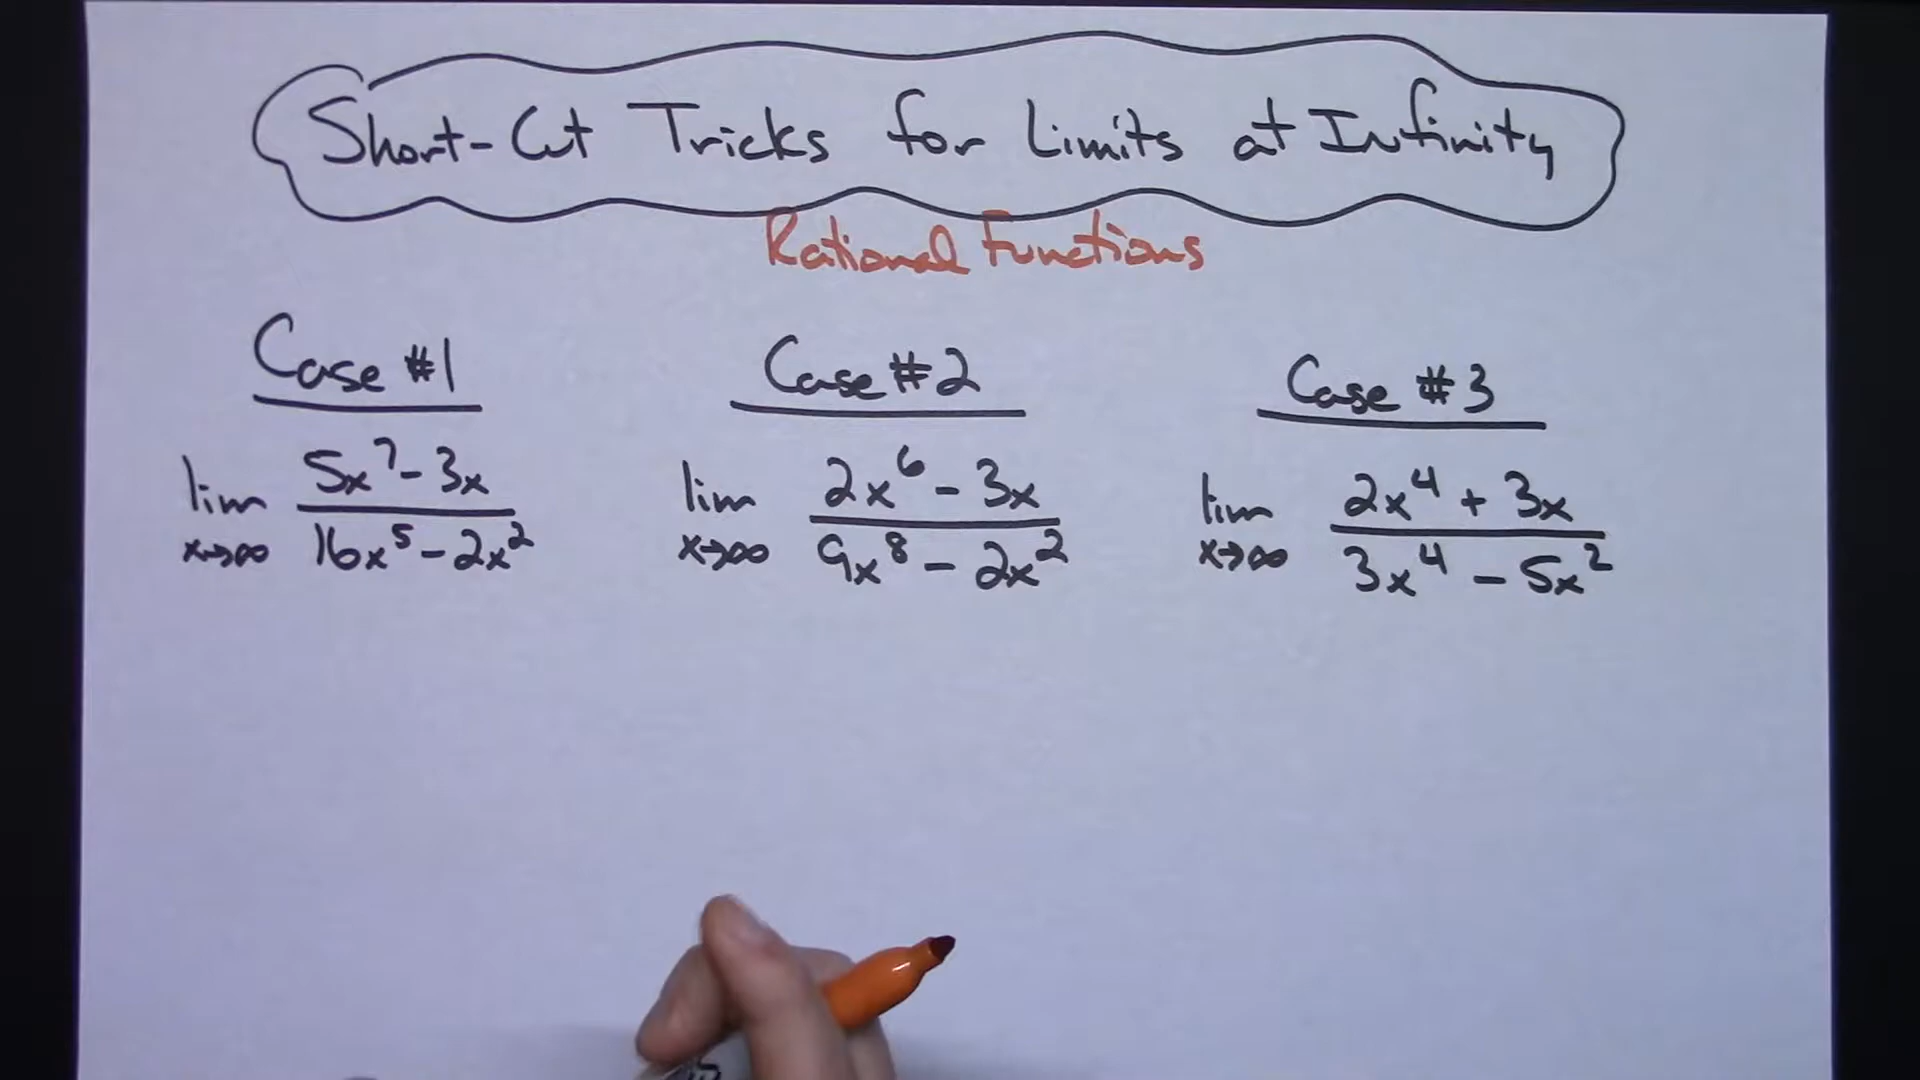 Short-Cut Tricks for Limits at Infinity
Rational Functions
Case #1
lim x→∞ (5x^7 - 3x)/(16x^5 - 2x^2)
Case #2
lim x→∞ (2x^6 - 3x)/(9x^8 - 2x^2)
Case #3
lim x→∞ (2x^4 + 3x)/(3x^4 - 5x^2)